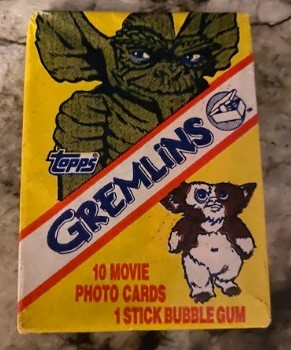 topps
GREMLINS
10 MOVIE
PHOTO CARDS
1 STICK BUBBLE GUM